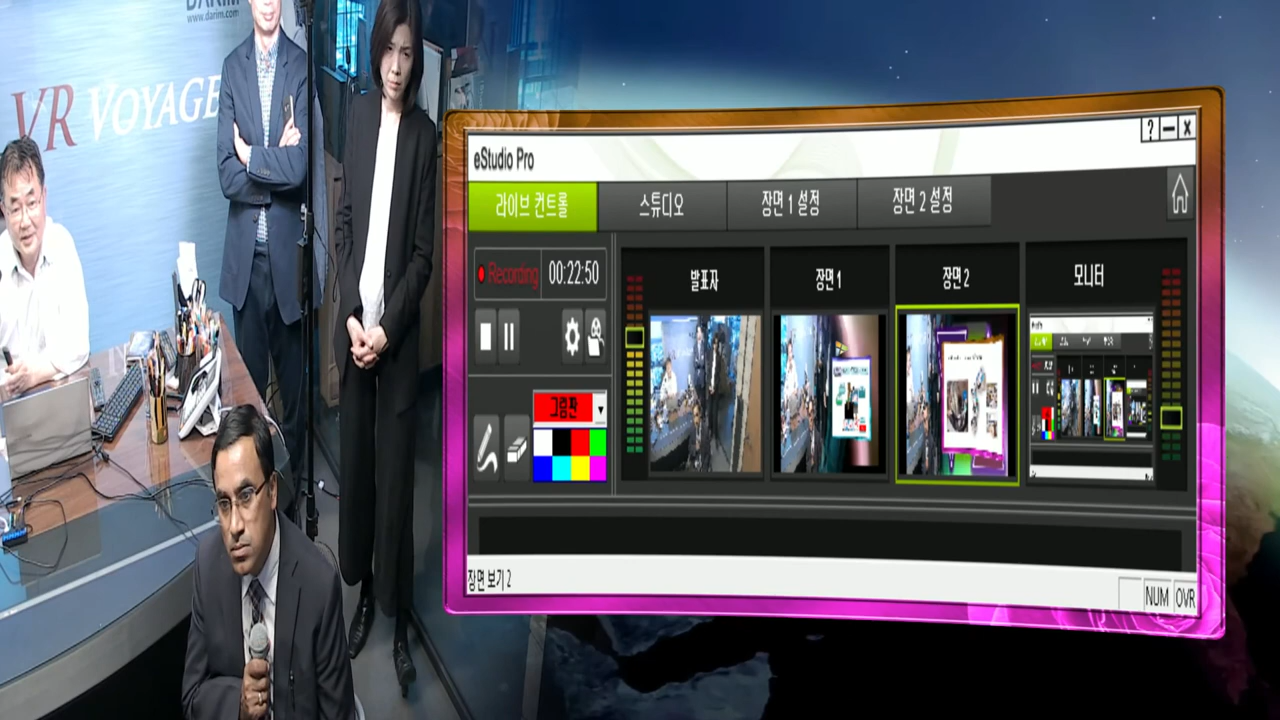 DARIM
www.darim.com
VR VOYAGE
eStudio Pro
라이브 컨트롤
스튜디오
장면 1 설정
장면 2 설정
Recording
00:22:50
발표자
장면1
장면2
모니터
그림판
장면 보기 2
NUM
OVR